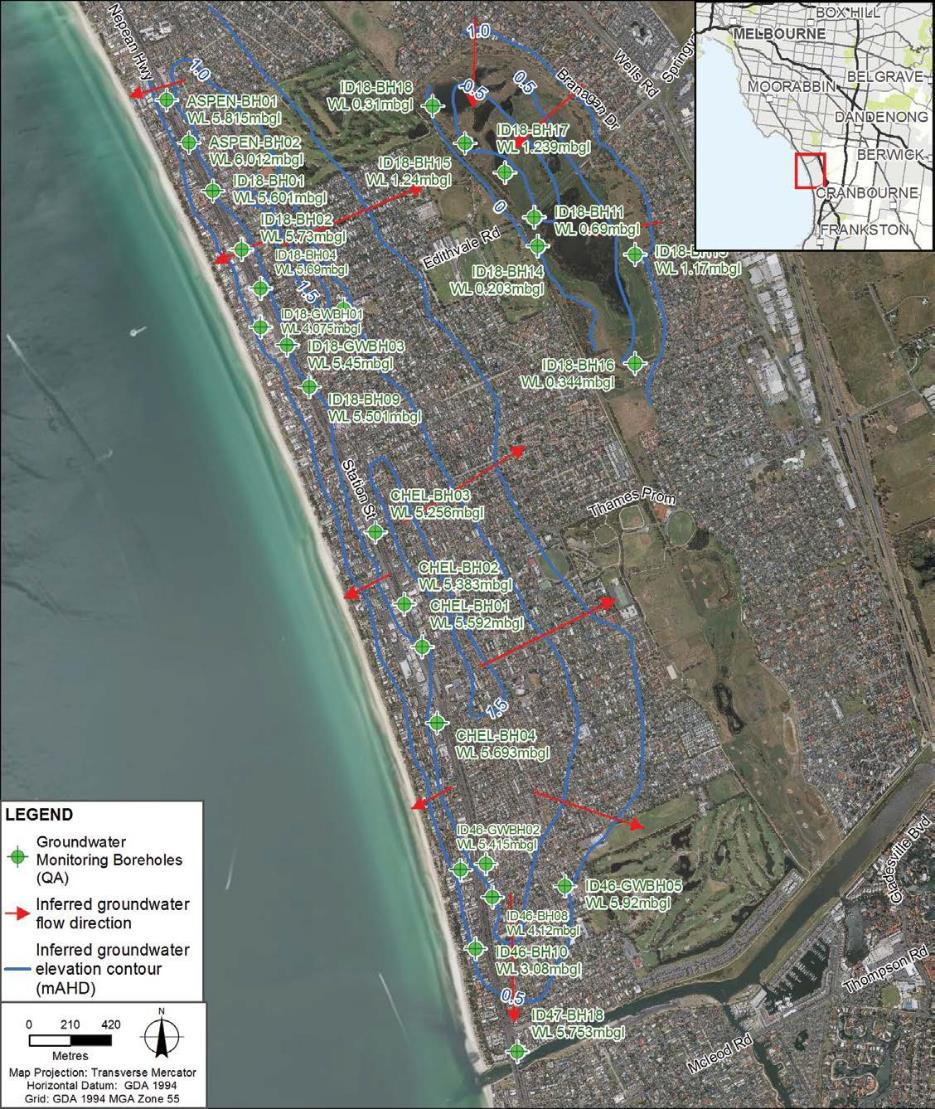 Nepean Hwy
1.0
ASPEN-BH01
WL 5.815mbgl
ASPEN-BH02
WL 6.012mbgl
ID18-BH01
WL 5.601mbgl
ID18-BH02
WL 5.73mbgl
ID18-BH04
WL 5.69mbgl
1.5
ID18-GWBH01
WL 4.075mbgl
ID18-GWBH03
WL 5.45mbgl
ID18-BH09
WL 5.501mbgl
ID18-BH18
WL 0.31mbgl
1.0
0.5
-0.5
Branagan Dr
Wells Rd
ID18-BH17
WL 1.239mbgl
ID18-BH15
WL 1.24mbgl
0
Edithvale Rd
ID18-BH11
WL 0.69mbgl
ID18-BH14
WL 0.203mbgl
WL 1.17mbgl
ID18-BH16
WL 0.344mbgl
BOX HILL
MELBOURNE
MOORABBIN
BELGRAVE
DANDENONG
BERWICK
CRANBOURNE
FRANKSTON
Station St
CHEL-BH03
WL 5.256mbgl
Thames Prom
CHEL-BH02
WL 5.383mbgl
CHEL-BH01
WL 5.592mbgl
1.5
CHEL-BH04
WL 5.693mbgl
ID46-GWBH02
WL 5.415mbgl
ID46-GWBH05
WL 5.92mbgl
ID46-BH08
WL 4.12mbgl
ID46-BH10
WL 3.08mbgl
0.5
ID47-BH18
WL 5.753mbgl
Thompson Rd
Mcleod Rd
LEGEND
Groundwater
Monitoring Boreholes
(QA)
Inferred groundwater
flow direction
Inferred groundwater
elevation contour
(mAHD)
0 210 420
Metres
N
Map Projection: Transverse Mercator
Horizontal Datum: GDA 1994
Grid: GDA 1994 MGA Zone 55